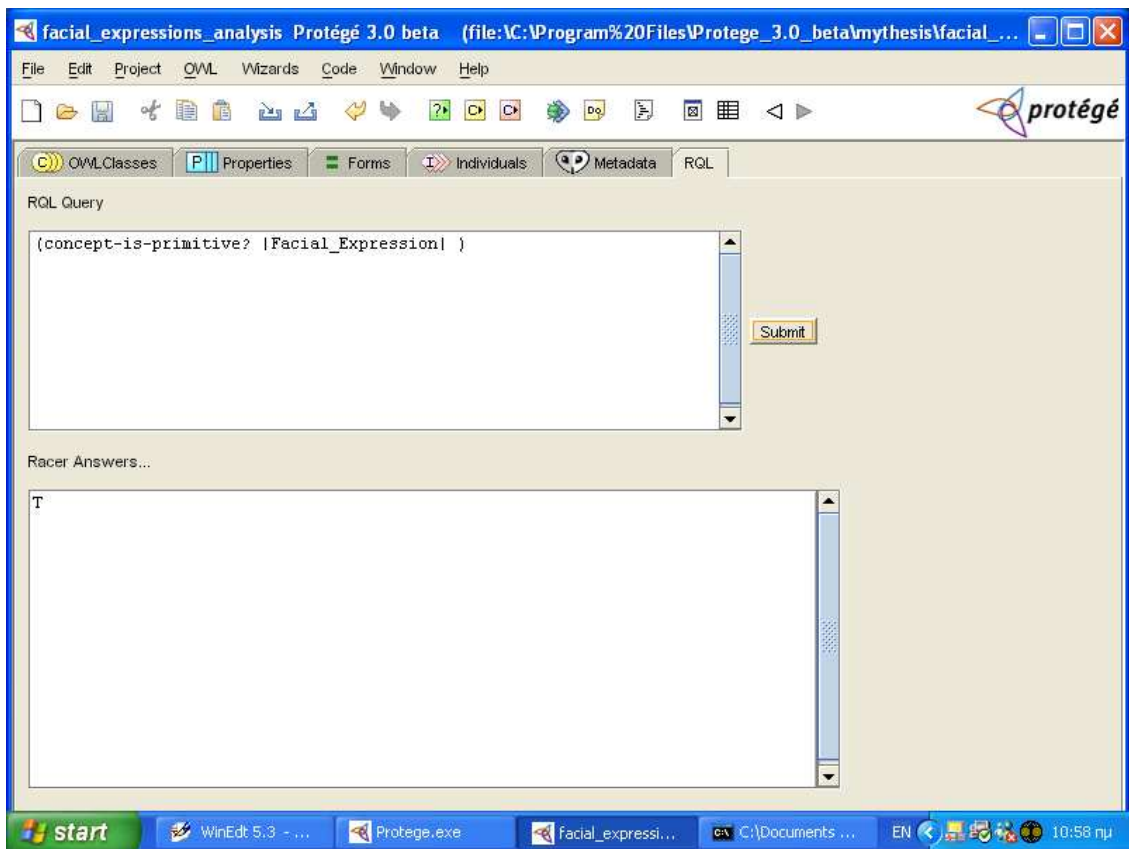 facial_expressions_analysis Protégé 3.0 beta (file:\C:\Program%20Files\Protege_3.0_beta\mythesis\facial_...
File Edit Project OWL Wizards Code Window Help
protégé
OWLClasses Properties Forms Individuals Metadata RQL
RQL Query
(concept-is-primitive? |Facial_Expression| )
Submit
Racer Answers...
T
start WinEdt 5.3 - ... Protege.exe facial_expressi... C:\Documents ... EN 10:58 πμ